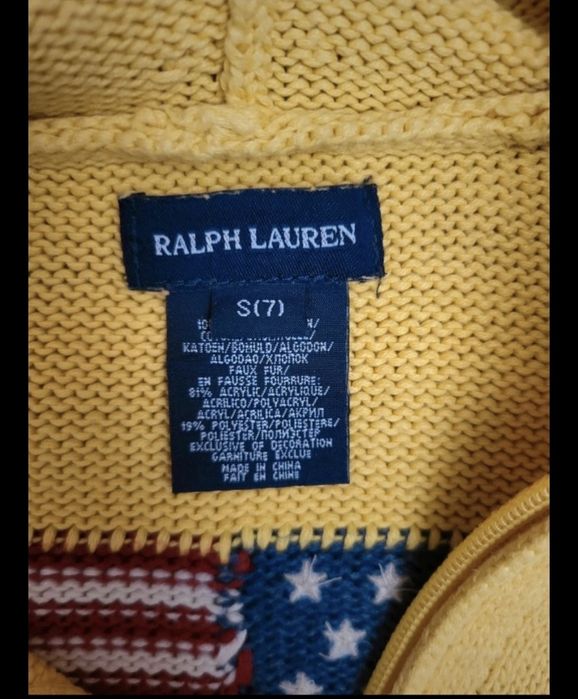 RALPH LAUREN
S(7)
KATOEN/BOMULD/ALGODON/
ALGODAO/ХЛОПОК
FAUX FUR/
EN FAUSSE FOURRURE:
81% ACRYLIC/ACRYLIQUE/
ACRILICO/POLYACRYL/
ACRYL/ACRILICA/АКРИЛ
19% POLYESTER/POLIESTERE/
POLIESTER/ПОЛИЭСТЕР
EXCLUSIVE OF DECORATION
GARNITURE EXCLUE
MADE IN CHINA
FAIT EN CHINE